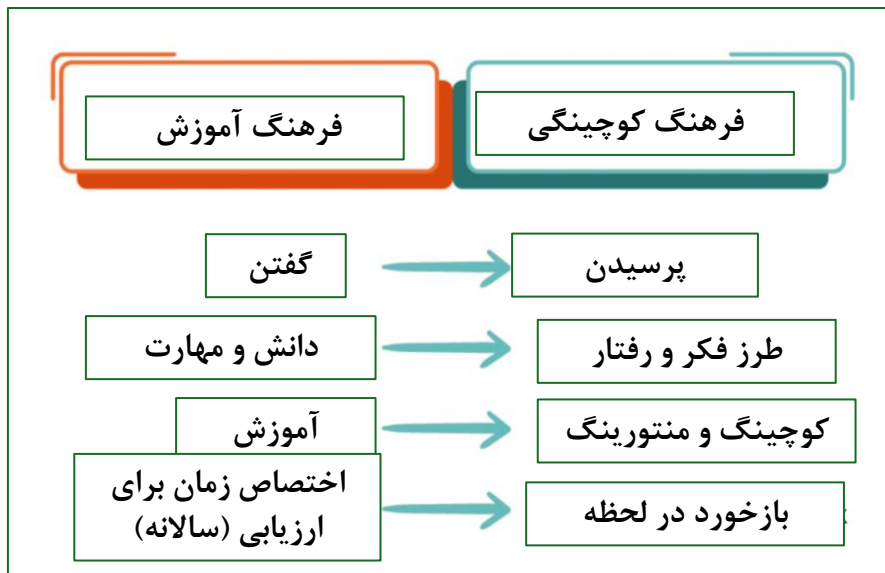 فرهنگ کوچینگی
فرهنگ آموزش
پرسیدن
گفتن
طرز فکر و رفتار
دانش و مهارت
کوچینگ و منتورینگ
آموزش
بازخورد در لحظه
اختصاص زمان برای
ارزیابی (سالانه)